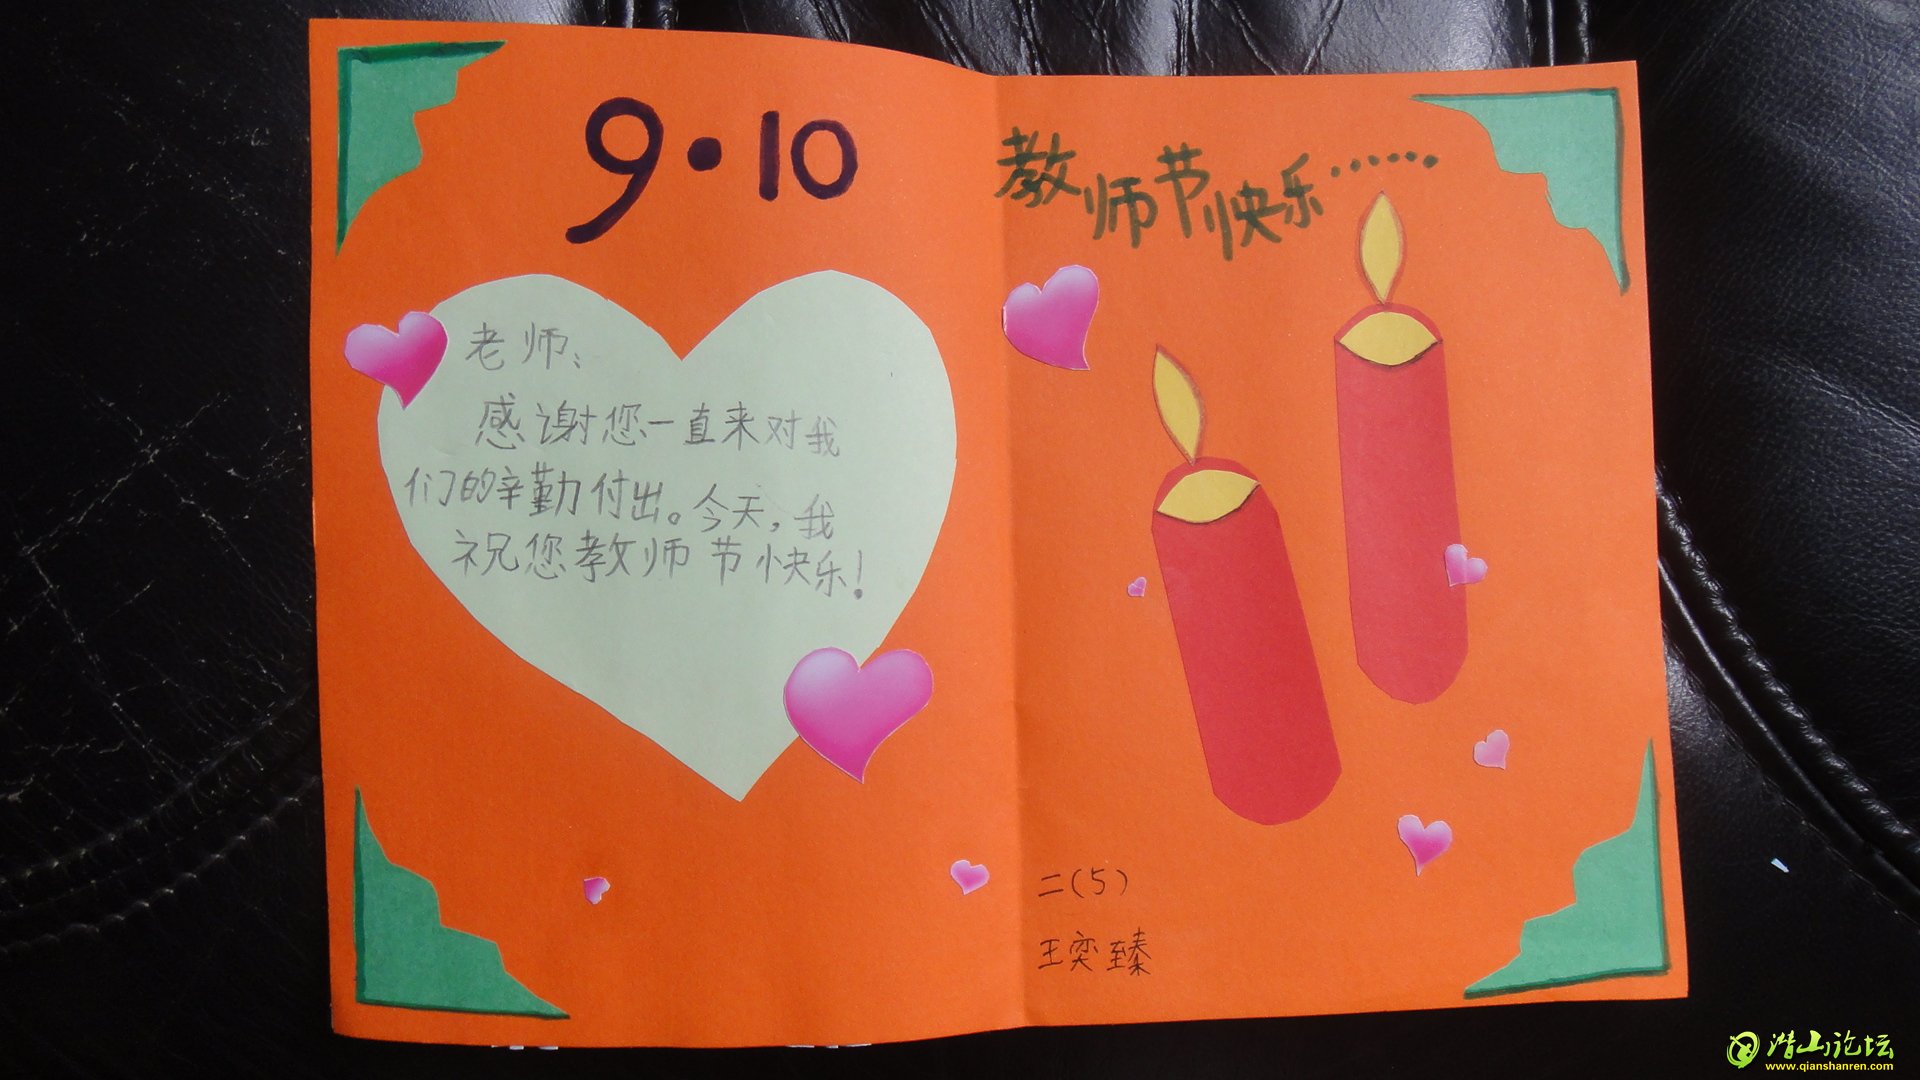 9·10
老师：
感谢您一直来对我
们的辛勤付出。今天，我
祝您教师节快乐！
教师节快乐……
二(5)
王奕臻
潜山论坛
www.qianshanren.com